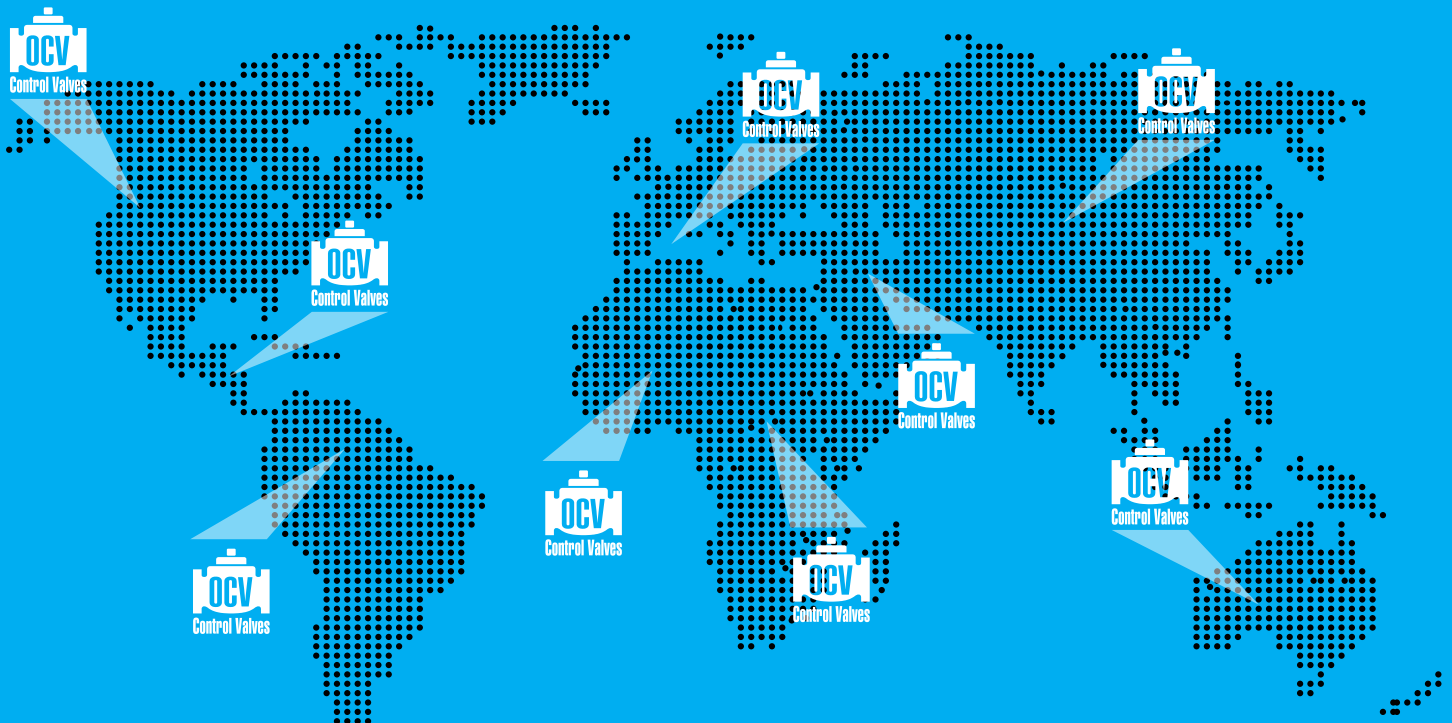 OCV
Control Valves
OCV
Control Valves
OCV
Control Valves
OCV
Control Valves
OCV
Control Valves
OCV
Control Valves
OCV
Control Valves
OCV
Control Valves
OCV
Control Valves